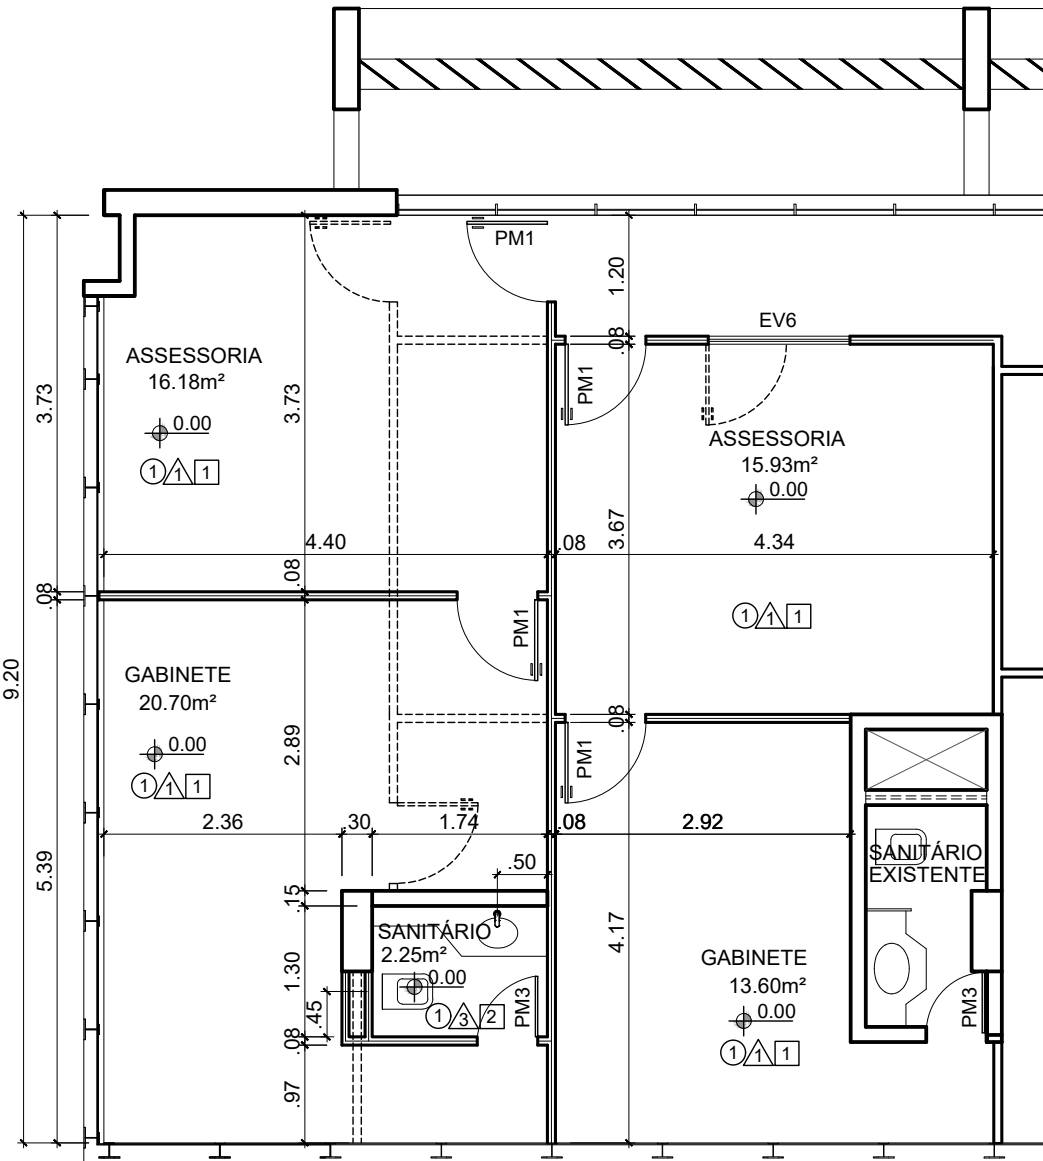 PM1
1.20
EV6
.08
ASSESSORIA
16.18m²
3.73
3.73
PM1
0.00
1 1 1
ASSESSORIA
15.93m²
0.00
3.67
4.40
.08
4.34
.08
.08
1 1 1
PM1
9.20
GABINETE
20.70m²
0.00
1 1 1
2.89
.08
PM1
2.36
.30
1.74
.08
2.92
.50
SANITÁRIO
EXISTENTE
5.39
.15
SANITÁRIO
2.25m²
0.00
1 3 2
4.17
1.30
.45
PM3
GABINETE
13.60m²
0.00
1 1 1
PM3
.08
.97